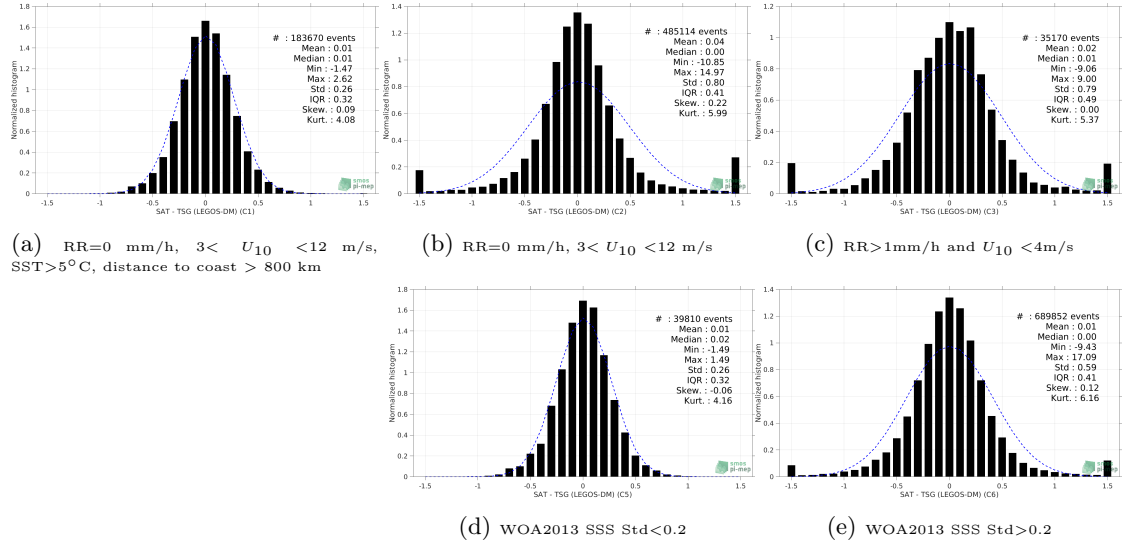 1.8
1.6
1.4
1.2
1
0.8
0.6
0.4
0.2
0
Normalized histogram
# : 183670 events
Mean : 0.01
Median : 0.01
Min : -1.47
Max : 2.62
Std : 0.26
IQR : 0.32
Skew. : 0.09
Kurt. : 4.08
smos
pi-mep
-1.5 -1 -0.5 0 0.5 1 1.5
SAT - TSG (LEGOS-DM) (C1)
(a) RR=0 mm/h, 3< U10 <12 m/s,
SST>5°C, distance to coast > 800 km
1.4
1.2
1
0.8
0.6
0.4
0.2
0
Normalized histogram
# : 485114 events
Mean : 0.04
Median : 0.00
Min : -10.85
Max : 14.97
Std : 0.80
IQR : 0.41
Skew. : 0.22
Kurt. : 5.99
smos
pi-mep
-1.5 -1 -0.5 0 0.5 1 1.5
SAT - TSG (LEGOS-DM) (C2)
(b) RR=0 mm/h, 3< U10 <12 m/s
1.2
1
0.8
0.6
0.4
0.2
0
Normalized histogram
# : 35170 events
Mean : 0.02
Median : 0.01
Min : -9.06
Max : 9.00
Std : 0.79
IQR : 0.49
Skew. : 0.00
Kurt. : 5.37
smos
pi-mep
-1.5 -1 -0.5 0 0.5 1 1.5
SAT - TSG (LEGOS-DM) (C3)
(c) RR>1mm/h and U10 <4m/s
1.8
1.6
1.4
1.2
1
0.8
0.6
0.4
0.2
0
Normalized histogram
# : 39810 events
Mean : 0.01
Median : 0.02
Min : -1.49
Max : 1.49
Std : 0.26
IQR : 0.32
Skew. : -0.06
Kurt. : 4.16
smos
pi-mep
-1.5 -1 -0.5 0 0.5 1 1.5
SAT - TSG (LEGOS-DM) (C5)
(d) WOA2013 SSS Std<0.2
1.4
1.2
1
0.8
0.6
0.4
0.2
0
Normalized histogram
# : 689852 events
Mean : 0.01
Median : 0.00
Min : -9.43
Max : 17.09
Std : 0.59
IQR : 0.41
Skew. : 0.12
Kurt. : 6.16
smos
pi-mep
-1.5 -1 -0.5 0 0.5 1 1.5
SAT - TSG (LEGOS-DM) (C6)
(e) WOA2013 SSS Std>0.2